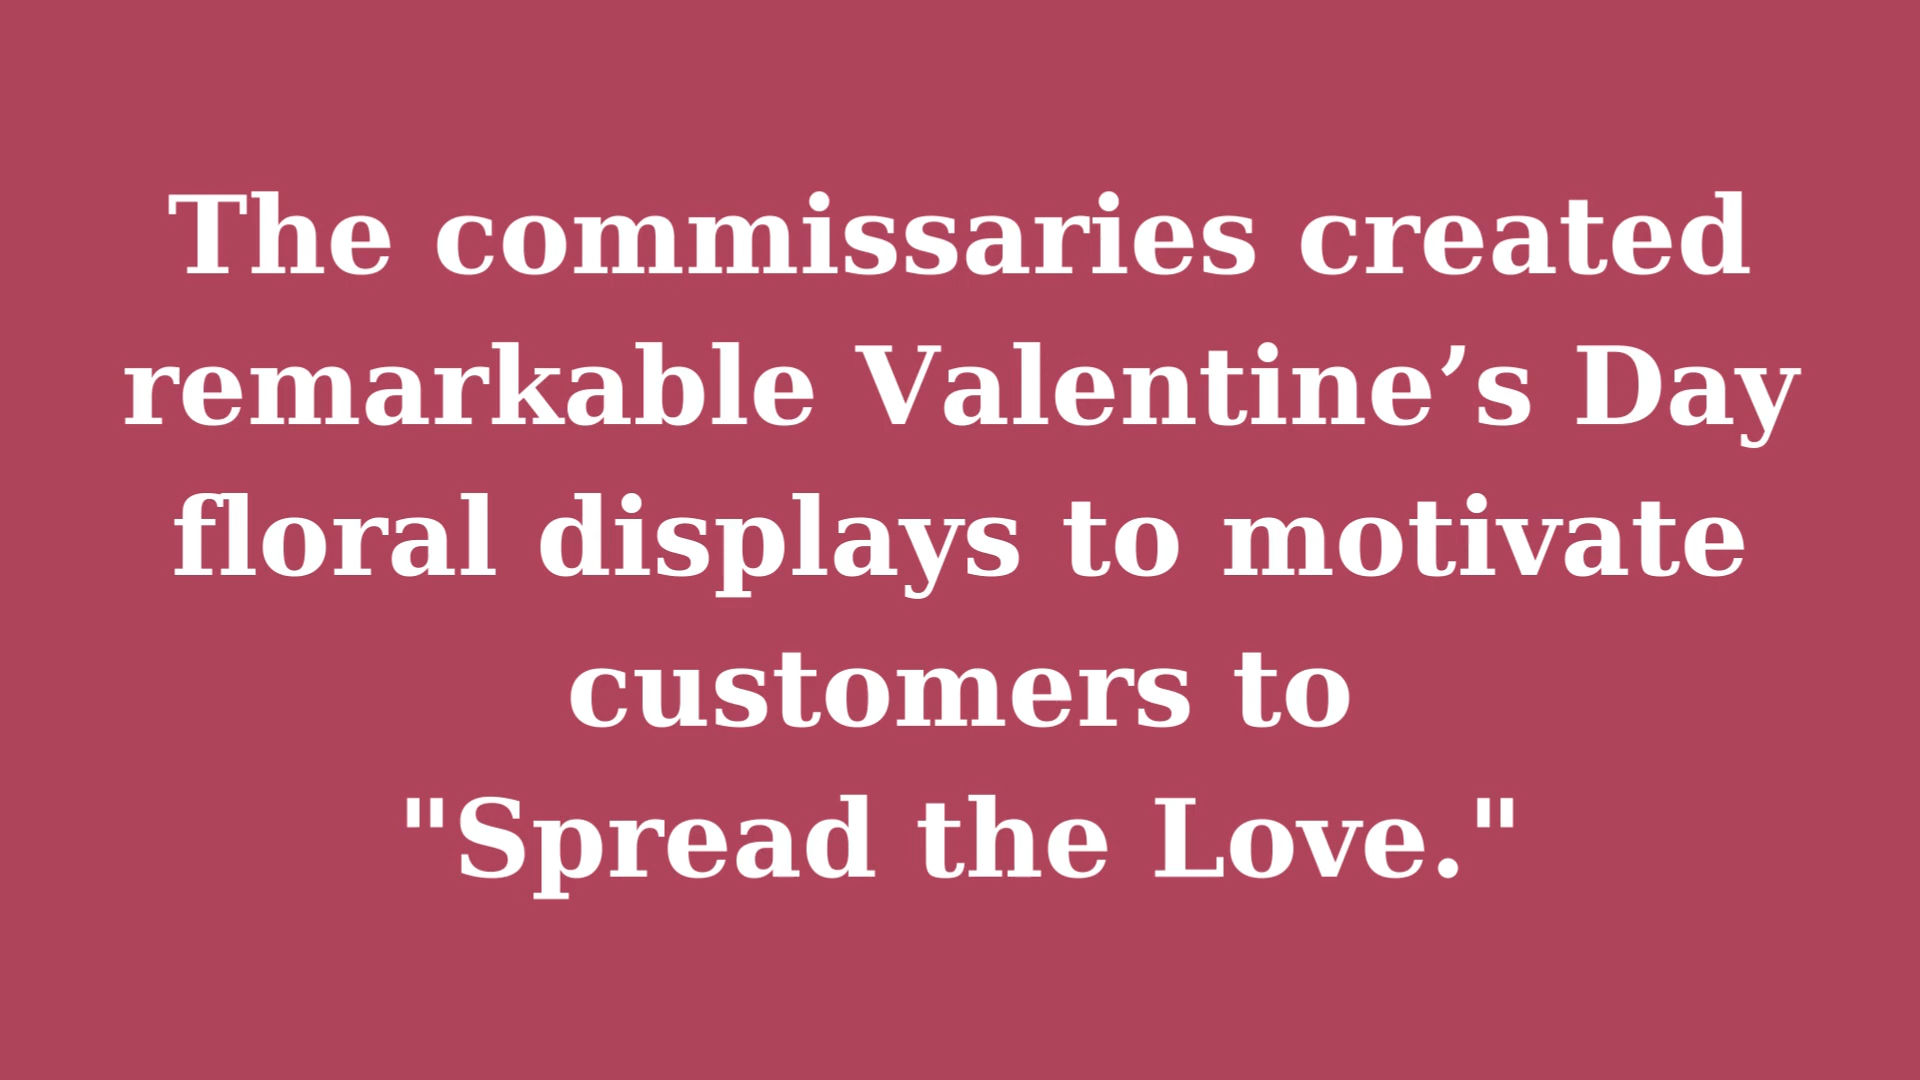 The commissaries created
remarkable Valentine’s Day
floral displays to motivate
customers to
"Spread the Love."